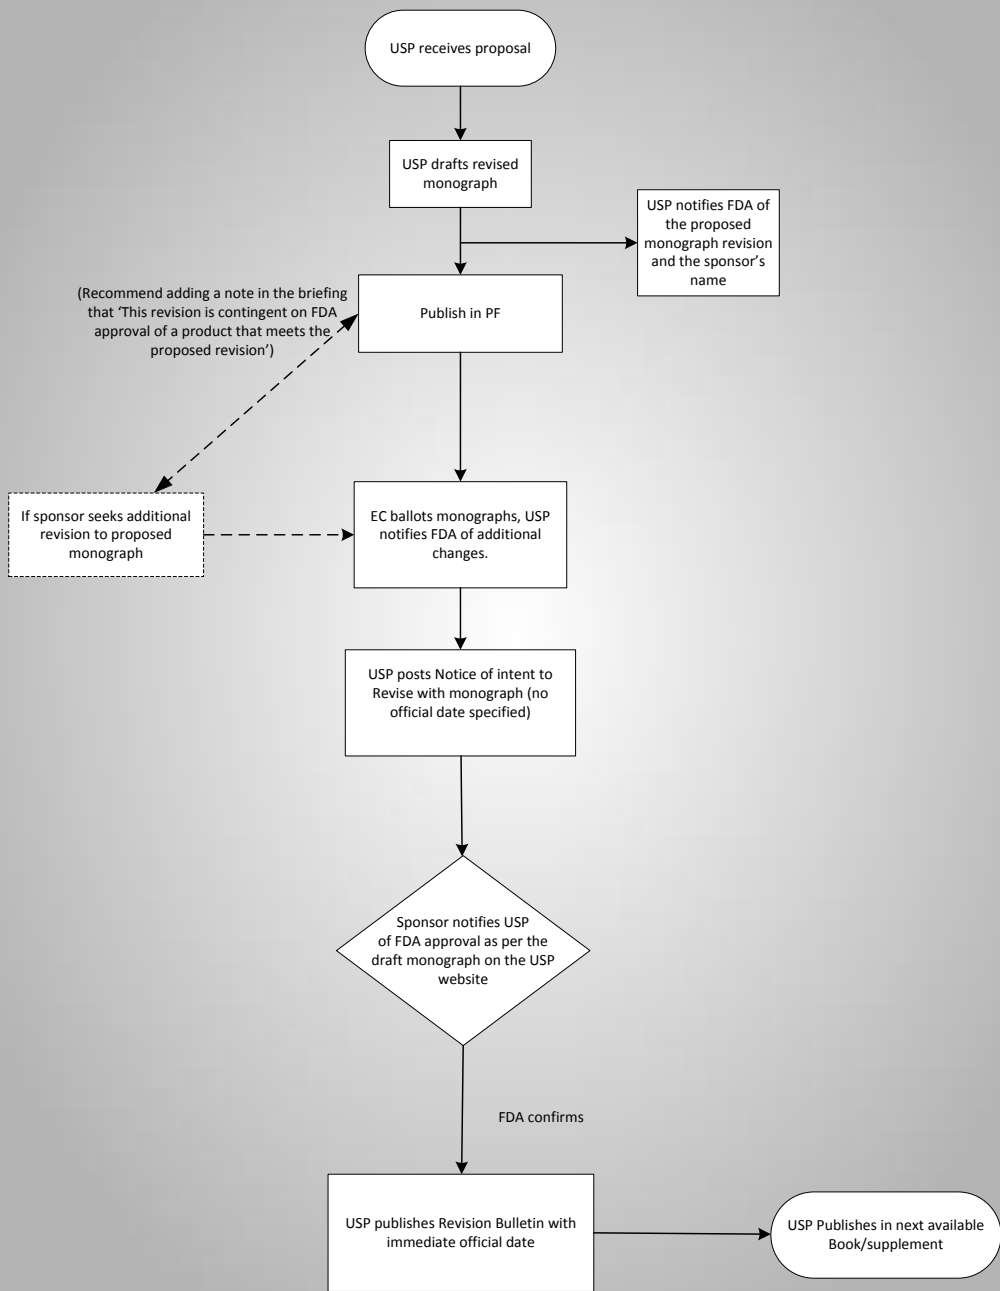 USP receives proposal
USP drafts revised
monograph
USP notifies FDA of
the proposed
monograph revision
and the sponsor's
name
(Recommend adding a note in the briefing
that ‘This revision is contingent on FDA
approval of a product that meets the
proposed revision’)
Publish in PF
If sponsor seeks additional
revision to proposed
monograph
EC ballots monographs, USP
notifies FDA of additional
changes.
USP posts Notice of intent to
Revise with monograph (no
official date specified)
Sponsor notifies USP
of FDA approval as per the
draft monograph on the USP
website
FDA confirms
USP publishes Revision Bulletin with
immediate official date
USP Publishes in next available
Book/supplement